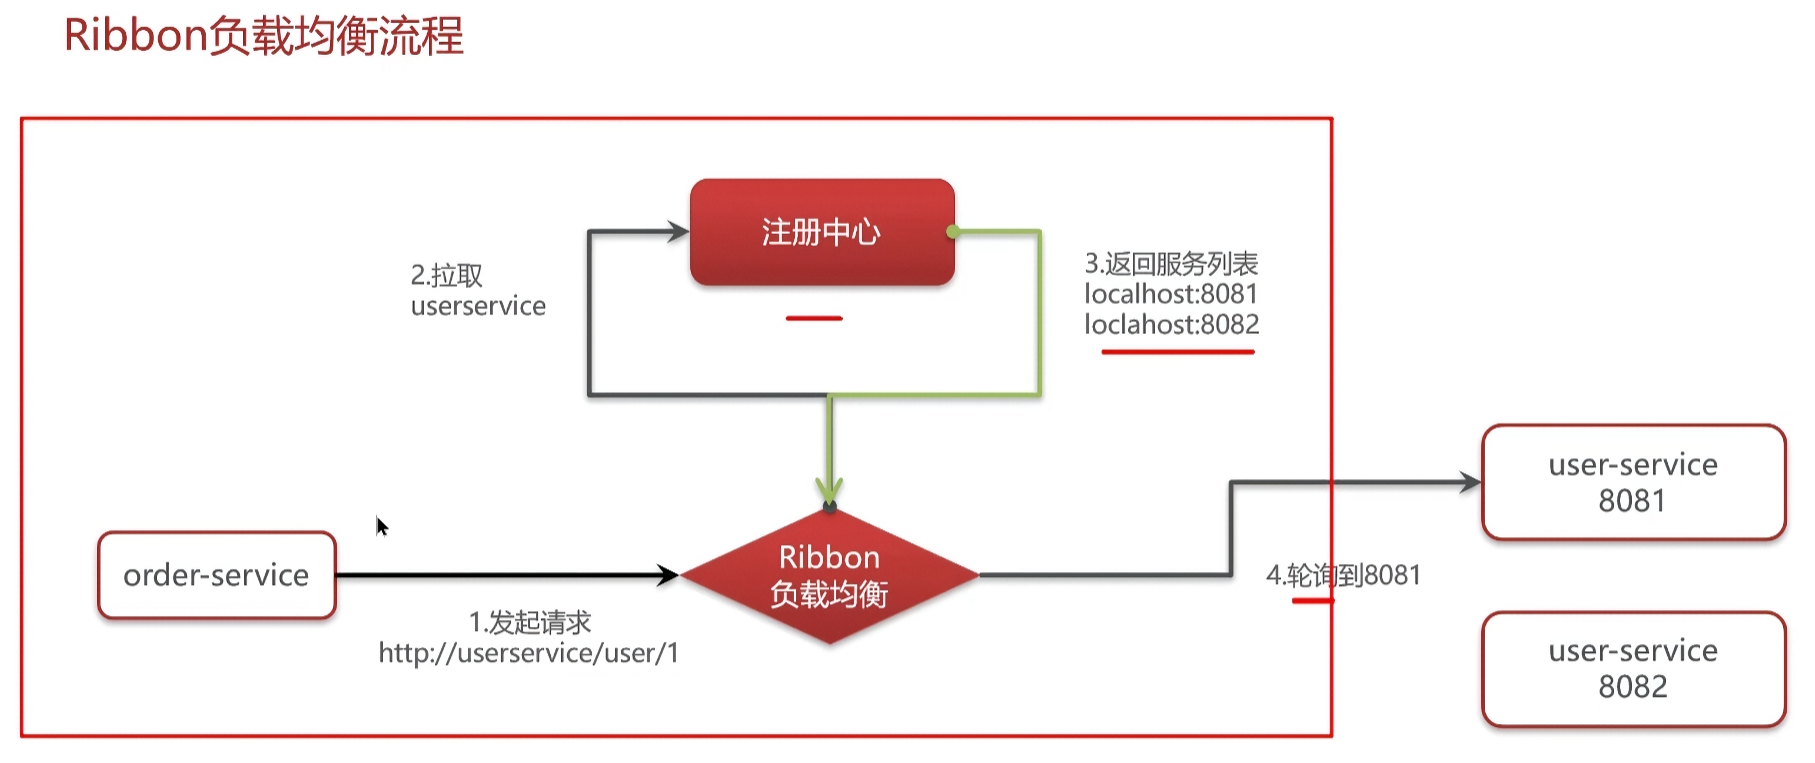 Ribbon负载均衡流程
注册中心
2.拉取
userservice
3.返回服务列表
localhost:8081
loclahost:8082
user-service
8081
Ribbon
负载均衡
order-service
4.轮询到8081
1.发起请求
http://userservice/user/1
user-service
8082